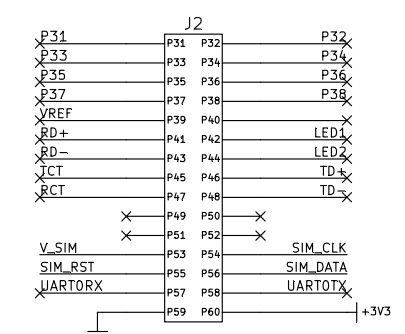 J2
P31 P31 P32 P32
P33 P33 P34 P34
P35 P35 P36 P36
P37 P37 P38 P38
VREF P39 P40
RD+ P41 P42 LED1
RD- P43 P44 LED2
TCT P45 P46 TD+
RCT P47 P48 TD-
P49 P50
P51 P52
V_SIM P53 P54 SIM_CLK
SIM_RST P55 P56 SIM_DATA
UART0RX P57 P58 UART0TX
P59 P60 +3V3